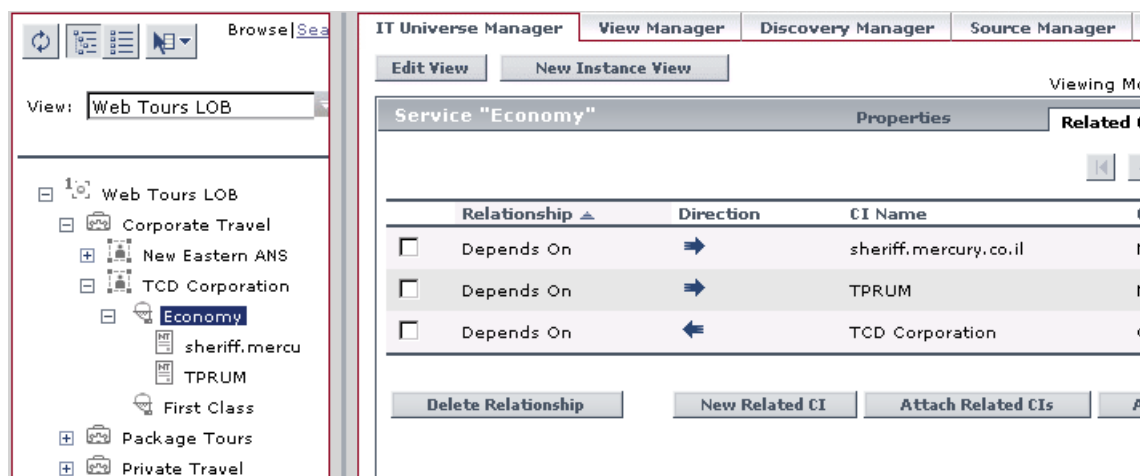 Browse|Sea
View: Web Tours LOB
1 Web Tours LOB
Corporate Travel
New Eastern ANS
TCD Corporation
Economy
NT sheriff.mercu
NT TPRUM
First Class
Package Tours
Private Travel
IT Universe Manager View Manager Discovery Manager Source Manager
Edit View New Instance View
Viewing Mo
Service "Economy" Properties Related
Relationship Direction CI Name
Depends On sheriff.mercury.co.il
Depends On TPRUM
Depends On TCD Corporation
Delete Relationship New Related CI Attach Related CIs